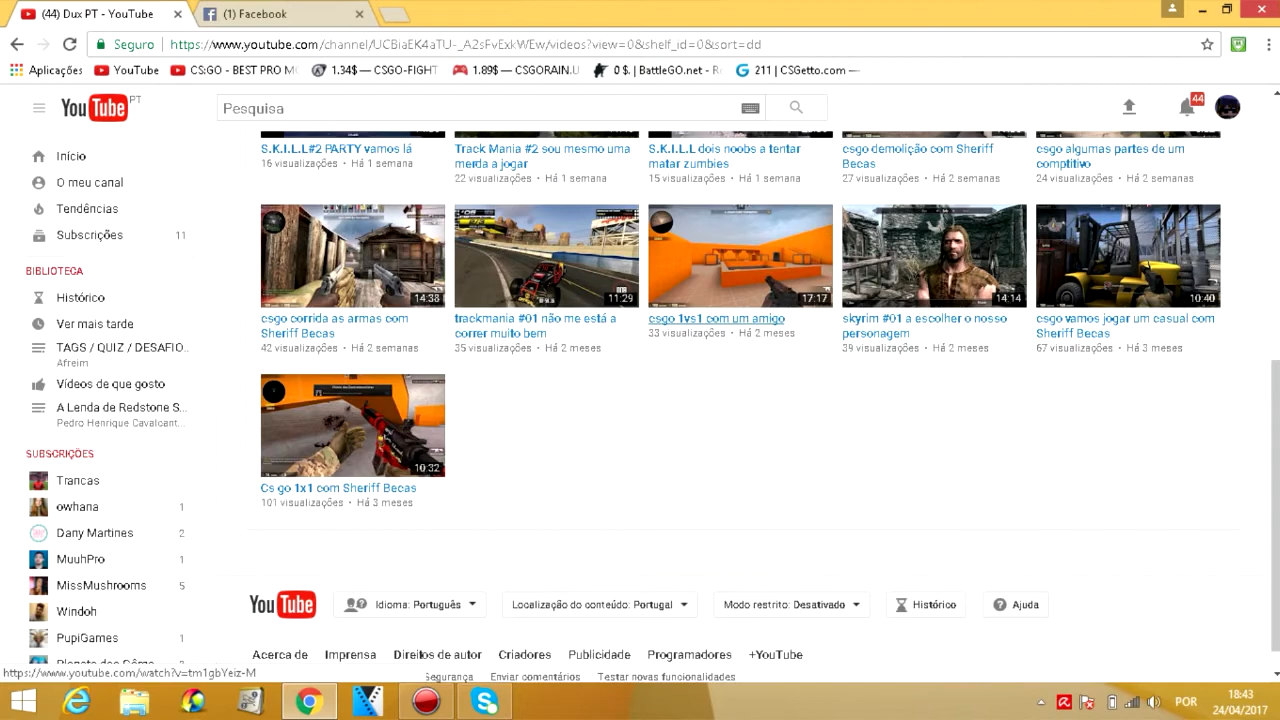 (44) Dux PT - YouTube
(1) Facebook
Seguro
https://www.youtube.com/channel/UCBiaEK4aTU-_A2sFvExkWEw/videos?view=0&shelf_id=0&sort=dd
Aplicações
YouTube
CS:GO - BEST PRO M
1.34$ — CSGO-FIGHT
1.89$ — CSGORAIN.U
0 $. | BattleGO.net - R
211 | CSGetto.com —
YouTube PT
Pesquisa
44
Início
O meu canal
Tendências
Subscrições 11
BIBLIOTECA
Histórico
Ver mais tarde
TAGS / QUIZ / DESAFIO..
Afreim
Vídeos de que gosto
A Lenda de Redstone S...
Pedro Henrique Cavalcant...
SUBSCRIÇÕES
Trancas
owhana 1
Dany Martines 2
MuuhPro 1
MissMushrooms 5
Windoh
PupiGames 1
S.K.I.L.L#2 PARTY vamos lá
16 visualizações • Há 1 semana
Track Mania #2 sou mesmo uma
merda a jogar
22 visualizações • Há 1 semana
S.K.I.L.L dois noobs a tentar
matar zumbies
15 visualizações • Há 1 semana
csgo demolição com Sheriff
Becas
27 visualizações • Há 2 semanas
csgo algumas partes de um
comptitivo
24 visualizações • Há 2 semanas
14:38
csgo corrida as armas com
Sheriff Becas
42 visualizações • Há 2 semanas
11:29
trackmania #01 não me está a
correr muito bem
35 visualizações • Há 2 meses
17:17
csgo 1vs1 com um amigo
33 visualizações • Há 2 meses
14:14
skyrim #01 a escolher o nosso
personagem
39 visualizações • Há 2 meses
10:40
csgo vamos jogar um casual com
Sheriff Becas
67 visualizações • Há 3 meses
10:32
Cs go 1x1 com Sheriff Becas
101 visualizações • Há 3 meses
YouTube
Idioma: Português
Localização do conteúdo: Portugal
Modo restrito: Desativado
Histórico
Ajuda
Acerca de Imprensa Direitos de autor Criadores Publicidade Programadores +YouTube
egurança Enviar comentários Testar novas funcionalidades
https://www.youtube.com/watch?v=tm1gbYeiz-M
POR
18:43
24/04/2017